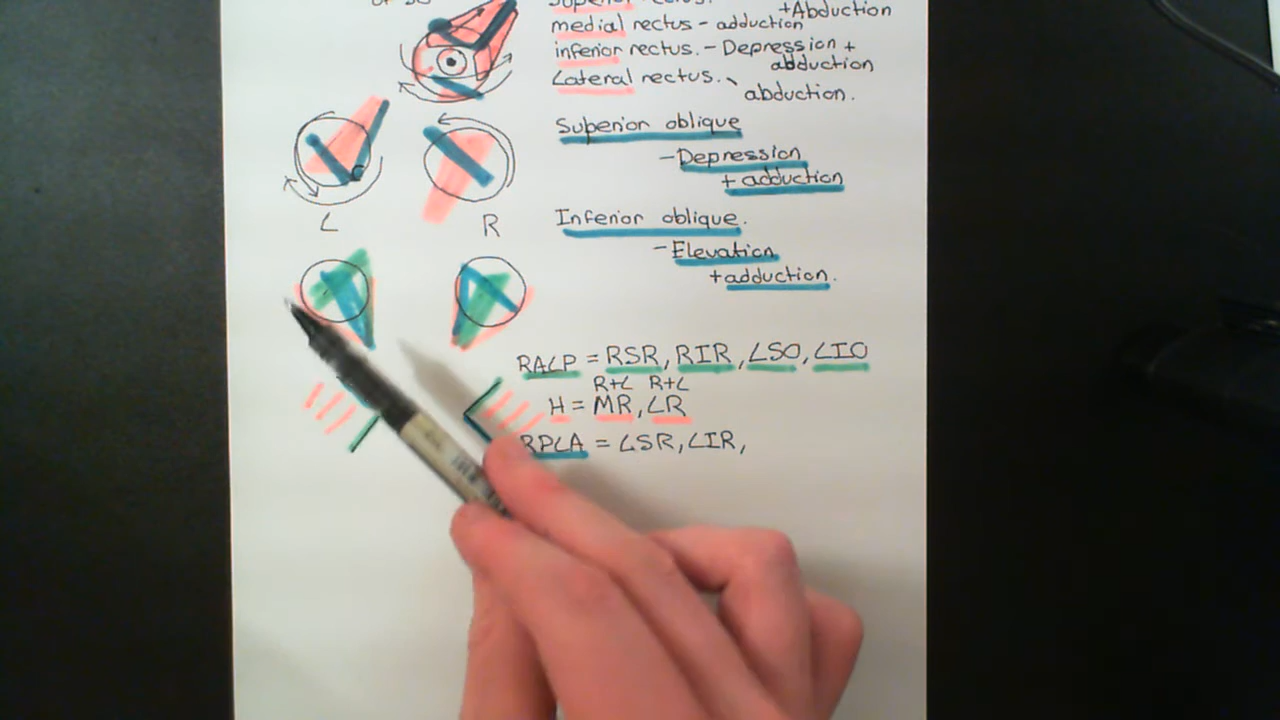 +Abduction
medial rectus - adduction
inferior rectus. - Depression +
abduction
Lateral rectus.
abduction.
Superior oblique
- Depression
+ adduction
L R
Inferior oblique.
- Elevation
+ adduction.
RALP = RSR, RIR, LSO, LIO
R+L R+L
H = MR, LR
RPLA = LSR, LIR,